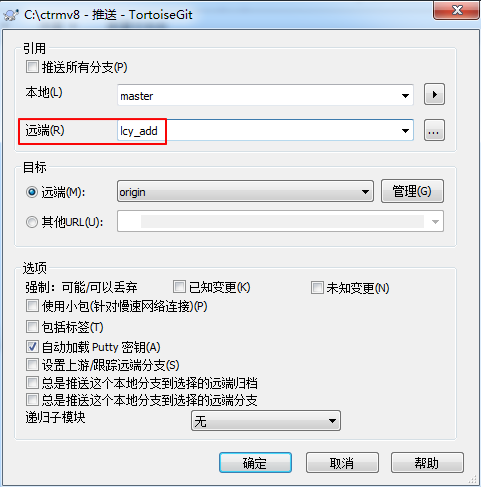 C:\ctrmv8 - 推送 - TortoiseGit
引用
推送所有分支(P)
本地(L) master
远端(R) lcy_add
目标
远端(M): origin 管理(G)
其他URL(U):
选项
强制：可能/可以丢弃 已知变更(K) 未知变更(N)
使用小包(针对慢速网络连接)(P)
包括标签(T)
自动加载 Putty 密钥(A)
设置上游/跟踪远端分支(S)
总是推送这个本地分支到选择的远端归档
总是推送这个本地分支到选择的远端分支
递归子模块 无
确定 取消 帮助